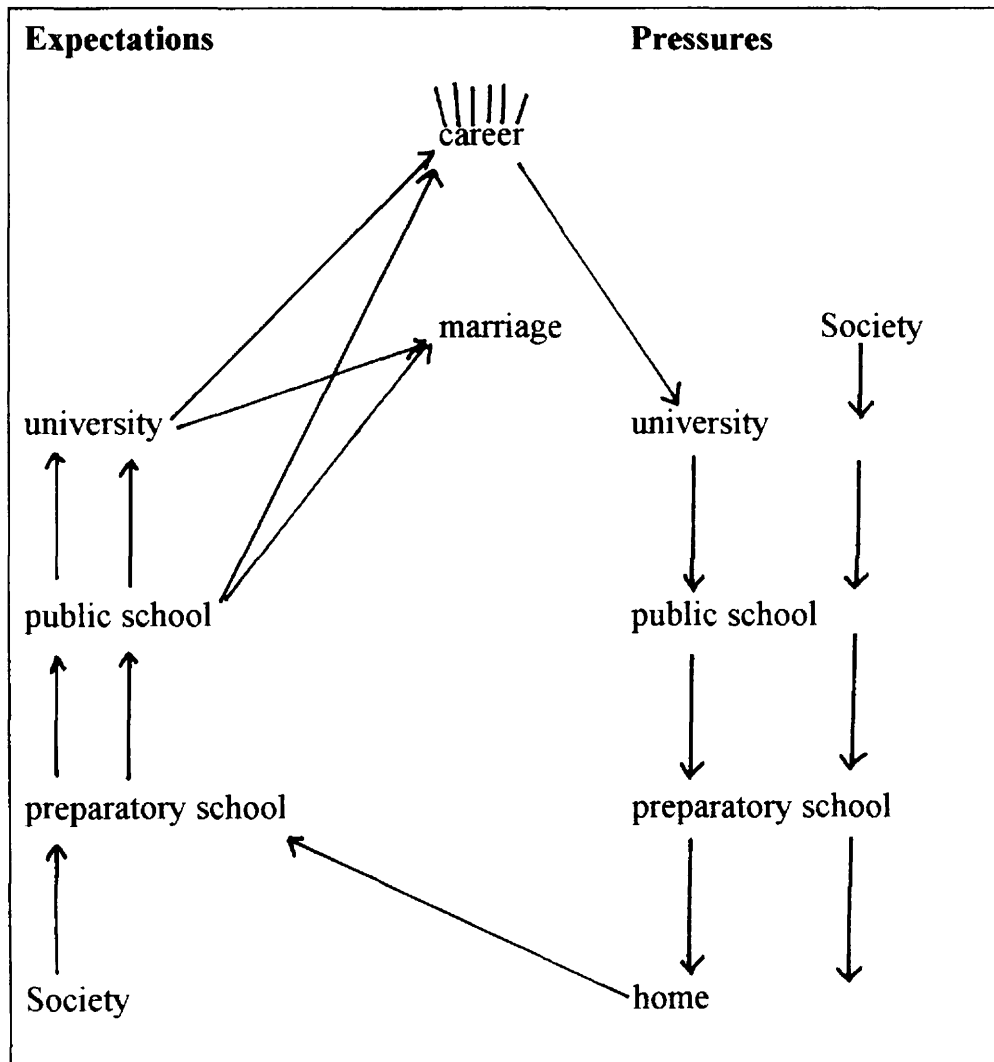 Expectations
Pressures
career
marriage
Society
university
university
public school
public school
preparatory school
preparatory school
Society
home